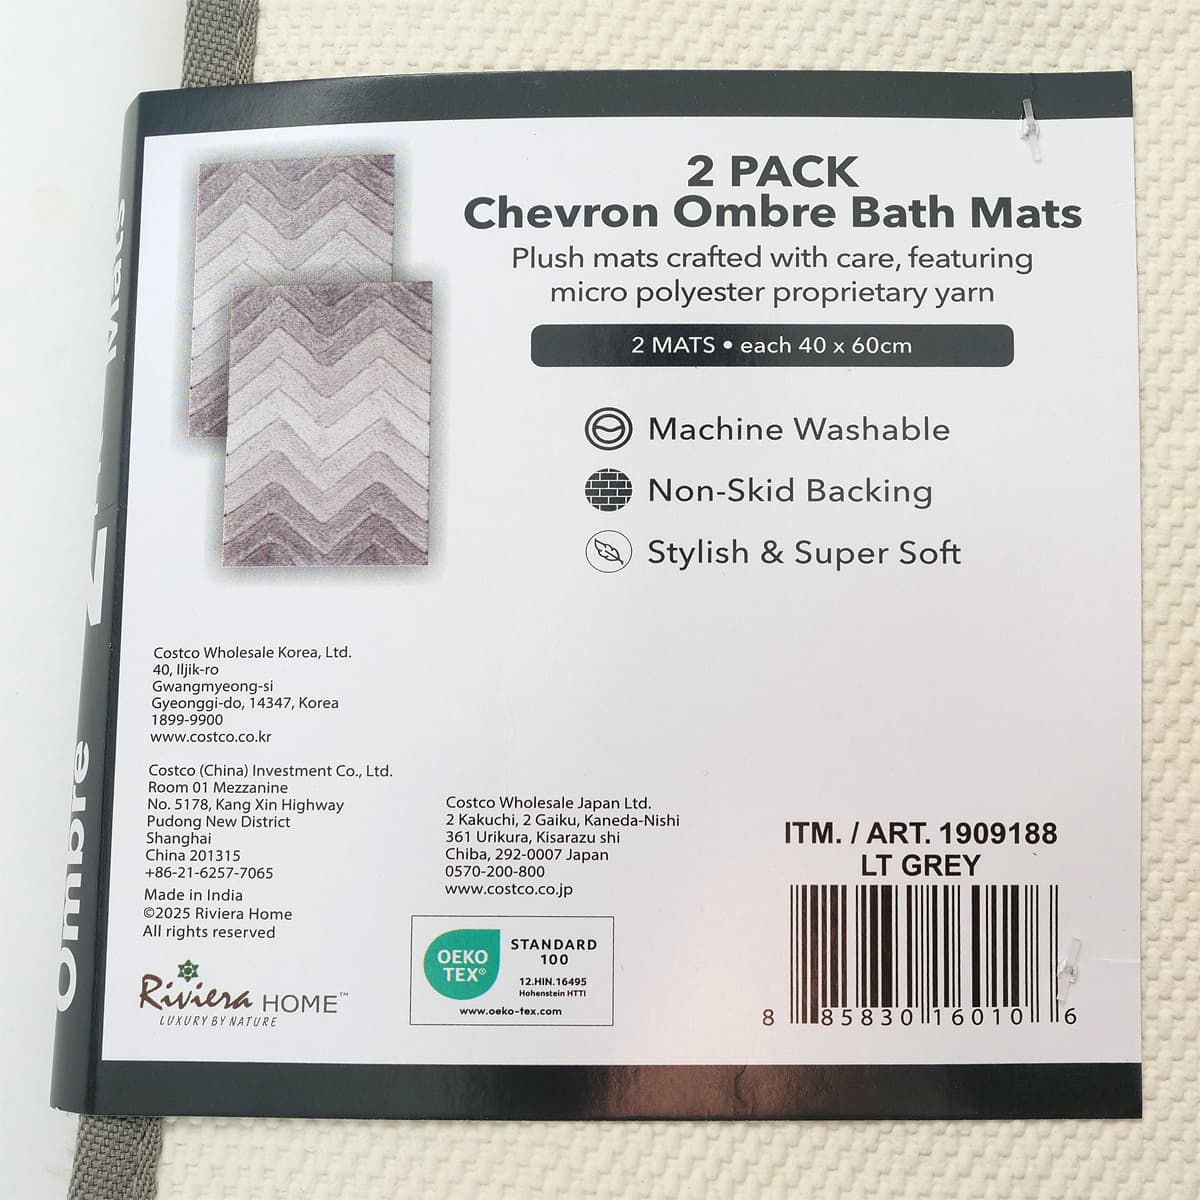 2 PACK
Chevron Ombre Bath Mats
Plush mats crafted with care, featuring
micro polyester proprietary yarn
2 MATS • each 40 x 60cm
Machine Washable
Non-Skid Backing
Stylish & Super Soft
Costco Wholesale Korea, Ltd.
40, Iljik-ro
Gwangmyeong-si
Gyeonggi-do, 14347, Korea
1899-9900
www.costco.co.kr
Costco (China) Investment Co., Ltd.
Room 01 Mezzanine
No. 5178, Kang Xin Highway
Pudong New District
Shanghai
China 201315
+86-21-6257-7065
Made in India
©2025 Riviera Home
All rights reserved
Riviera HOME™
LUXURY BY NATURE
Costco Wholesale Japan Ltd.
2 Kakuchi, 2 Gaiku, Kaneda-Nishi
361 Urikura, Kisarazu shi
Chiba, 292-0007 Japan
0570-200-800
www.costco.co.jp
OEKO
TEX®
STANDARD
100
12.HIN.16495
Hohenstein HTTI
www.oeko-tex.com
ITM. / ART. 1909188
LT GREY
8 85830 16010 6
Ombre
Mats